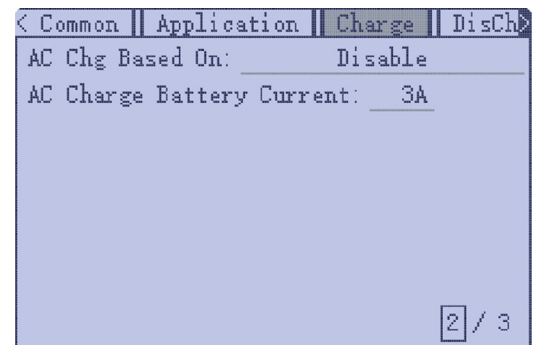 < Common || Application || Charge || DisCh>
AC Chg Based On: Disable
AC Charge Battery Current: 3A
2 / 3